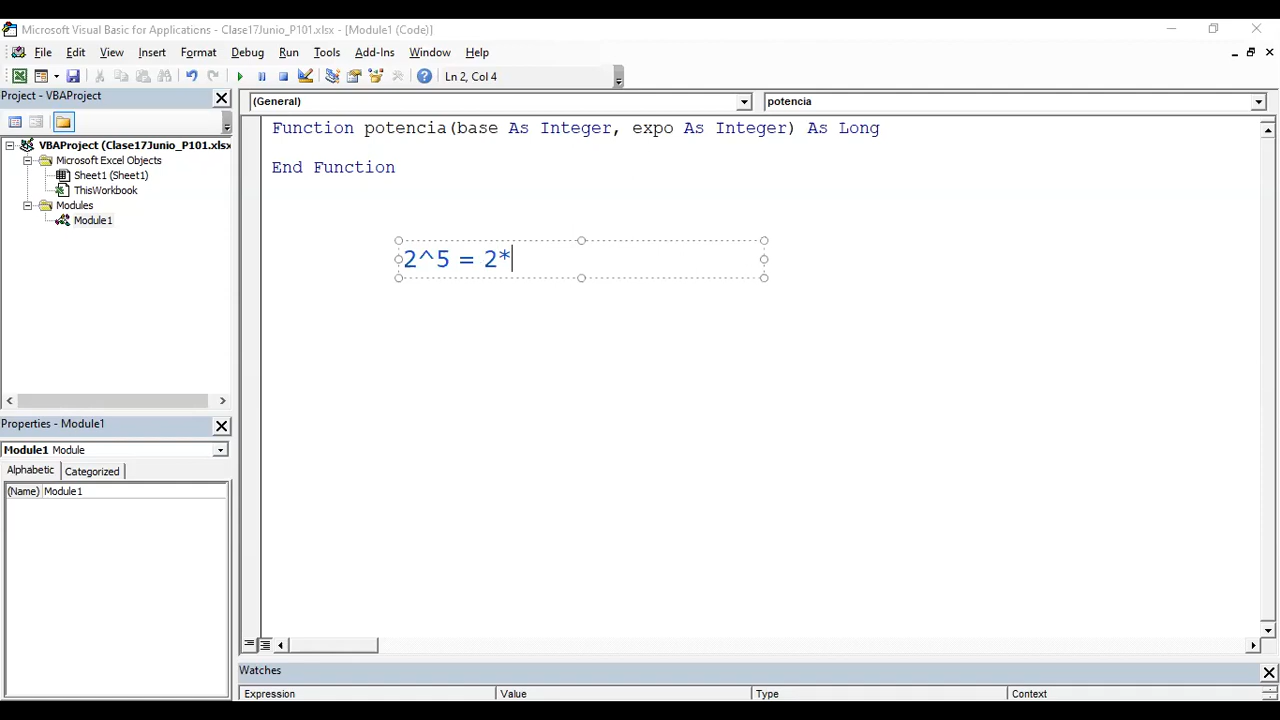 Microsoft Visual Basic for Applications - Clase17Junio_P101.xlsx - [Module1 (Code)]
File Edit View Insert Format Debug Run Tools Add-Ins Window Help
Ln 2, Col 4
Project - VBAProject
(General)
potencia
VBAProject (Clase17Junio_P101.xlsx
Microsoft Excel Objects
Sheet1 (Sheet1)
ThisWorkbook
Modules
Module1
Function potencia(base As Integer, expo As Integer) As Long
End Function
2^5 = 2*
Properties - Module1
Module1 Module
Alphabetic Categorized
(Name) Module1
Watches
Expression Value Type Context